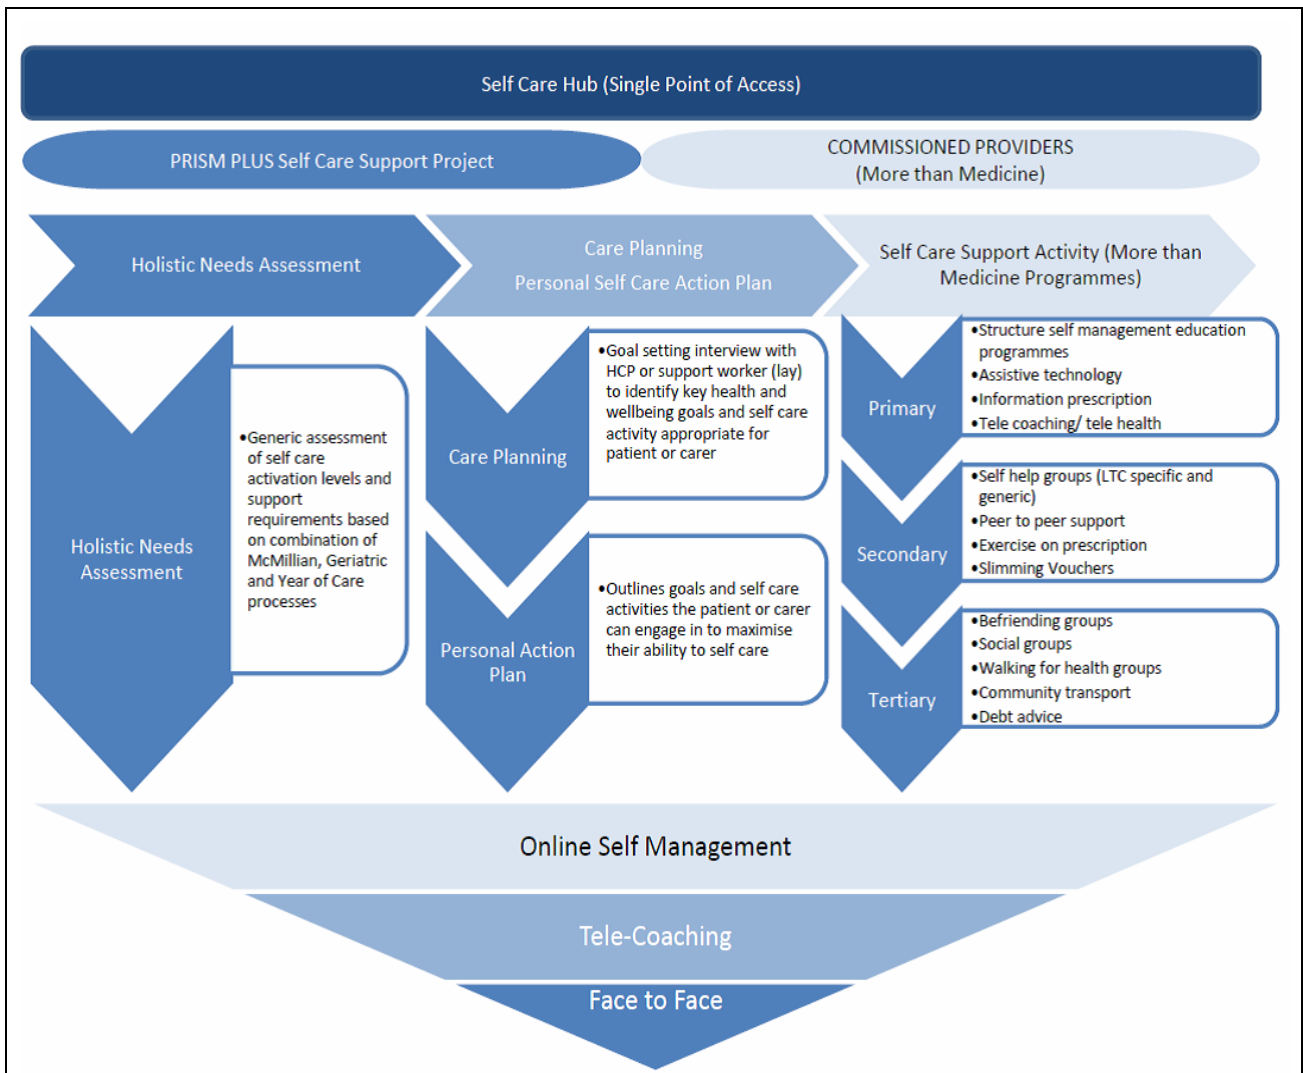 Self Care Hub (Single Point of Access)
PRISM PLUS Self Care Support Project
COMMISSIONED PROVIDERS
(More than Medicine)
Holistic Needs Assessment
Care Planning
Personal Self Care Action Plan
Self Care Support Activity (More than
Medicine Programmes)
Holistic Needs
Assessment
•Generic assessment
of self care
activation levels and
support
requirements based
on combination of
McMillian, Geriatric
and Year of Care
processes
Care Planning
•Goal setting interview with
HCP or support worker (lay)
to identify key health and
wellbeing goals and self care
activity appropriate for
patient or carer
Personal Action
Plan
•Outlines goals and self care
activities the patient or carer
can engage in to maximise
their ability to self care
Primary
•Structure self management education
programmes
•Assistive technology
•Information prescription
•Tele coaching/ tele health
Secondary
•Self help groups (LTC specific and
generic)
•Peer to peer support
•Exercise on prescription
•Slimming Vouchers
Tertiary
•Befriending groups
•Social groups
•Walking for health groups
•Community transport
•Debt advice
Online Self Management
Tele-Coaching
Face to Face